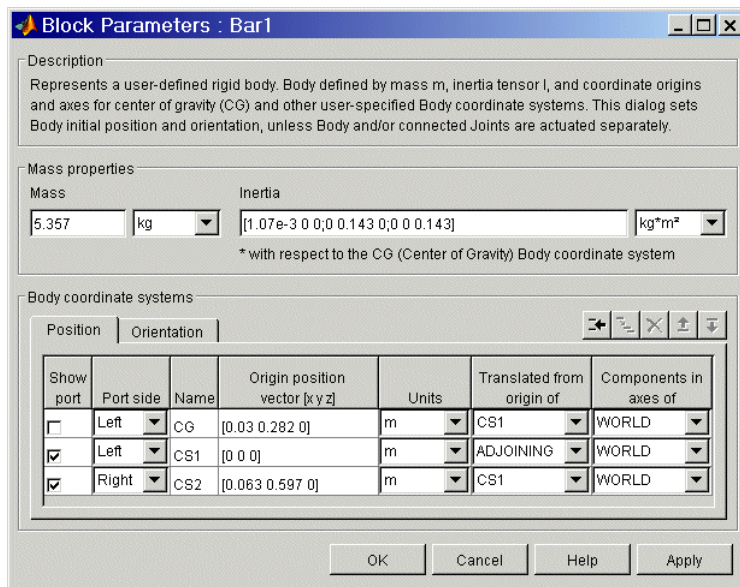 Block Parameters : Bar1
Description
Represents a user-defined rigid body. Body defined by mass m, inertia tensor I, and coordinate origins
and axes for center of gravity (CG) and other user-specified Body coordinate systems. This dialog sets
Body initial position and orientation, unless Body and/or connected Joints are actuated separately.
Mass properties
Mass Inertia
5.357 kg [1.07e-3 0 0;0 0.143 0;0 0 0.143] kg*m²
* with respect to the CG (Center of Gravity) Body coordinate system
Body coordinate systems
Position Orientation
Show Origin position Translated from Components in
port Port side Name vector [x y z] Units origin of axes of
Left CG [0.03 0.282 0] m CS1 WORLD
Left CS1 [0 0 0] m ADJOINING WORLD
Right CS2 [0.063 0.597 0] m CS1 WORLD
OK Cancel Help Apply